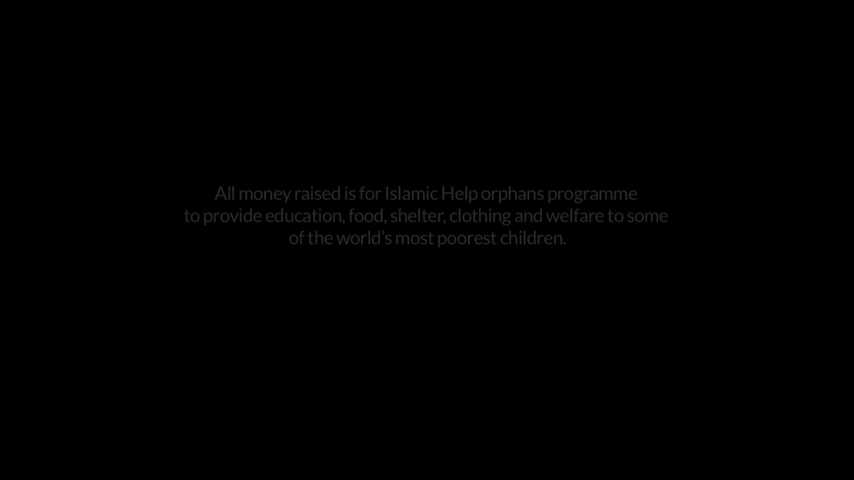 All money raised is for Islamic Help orphans programme
to provide education, food, shelter, clothing and welfare to some
of the world's most poorest children.